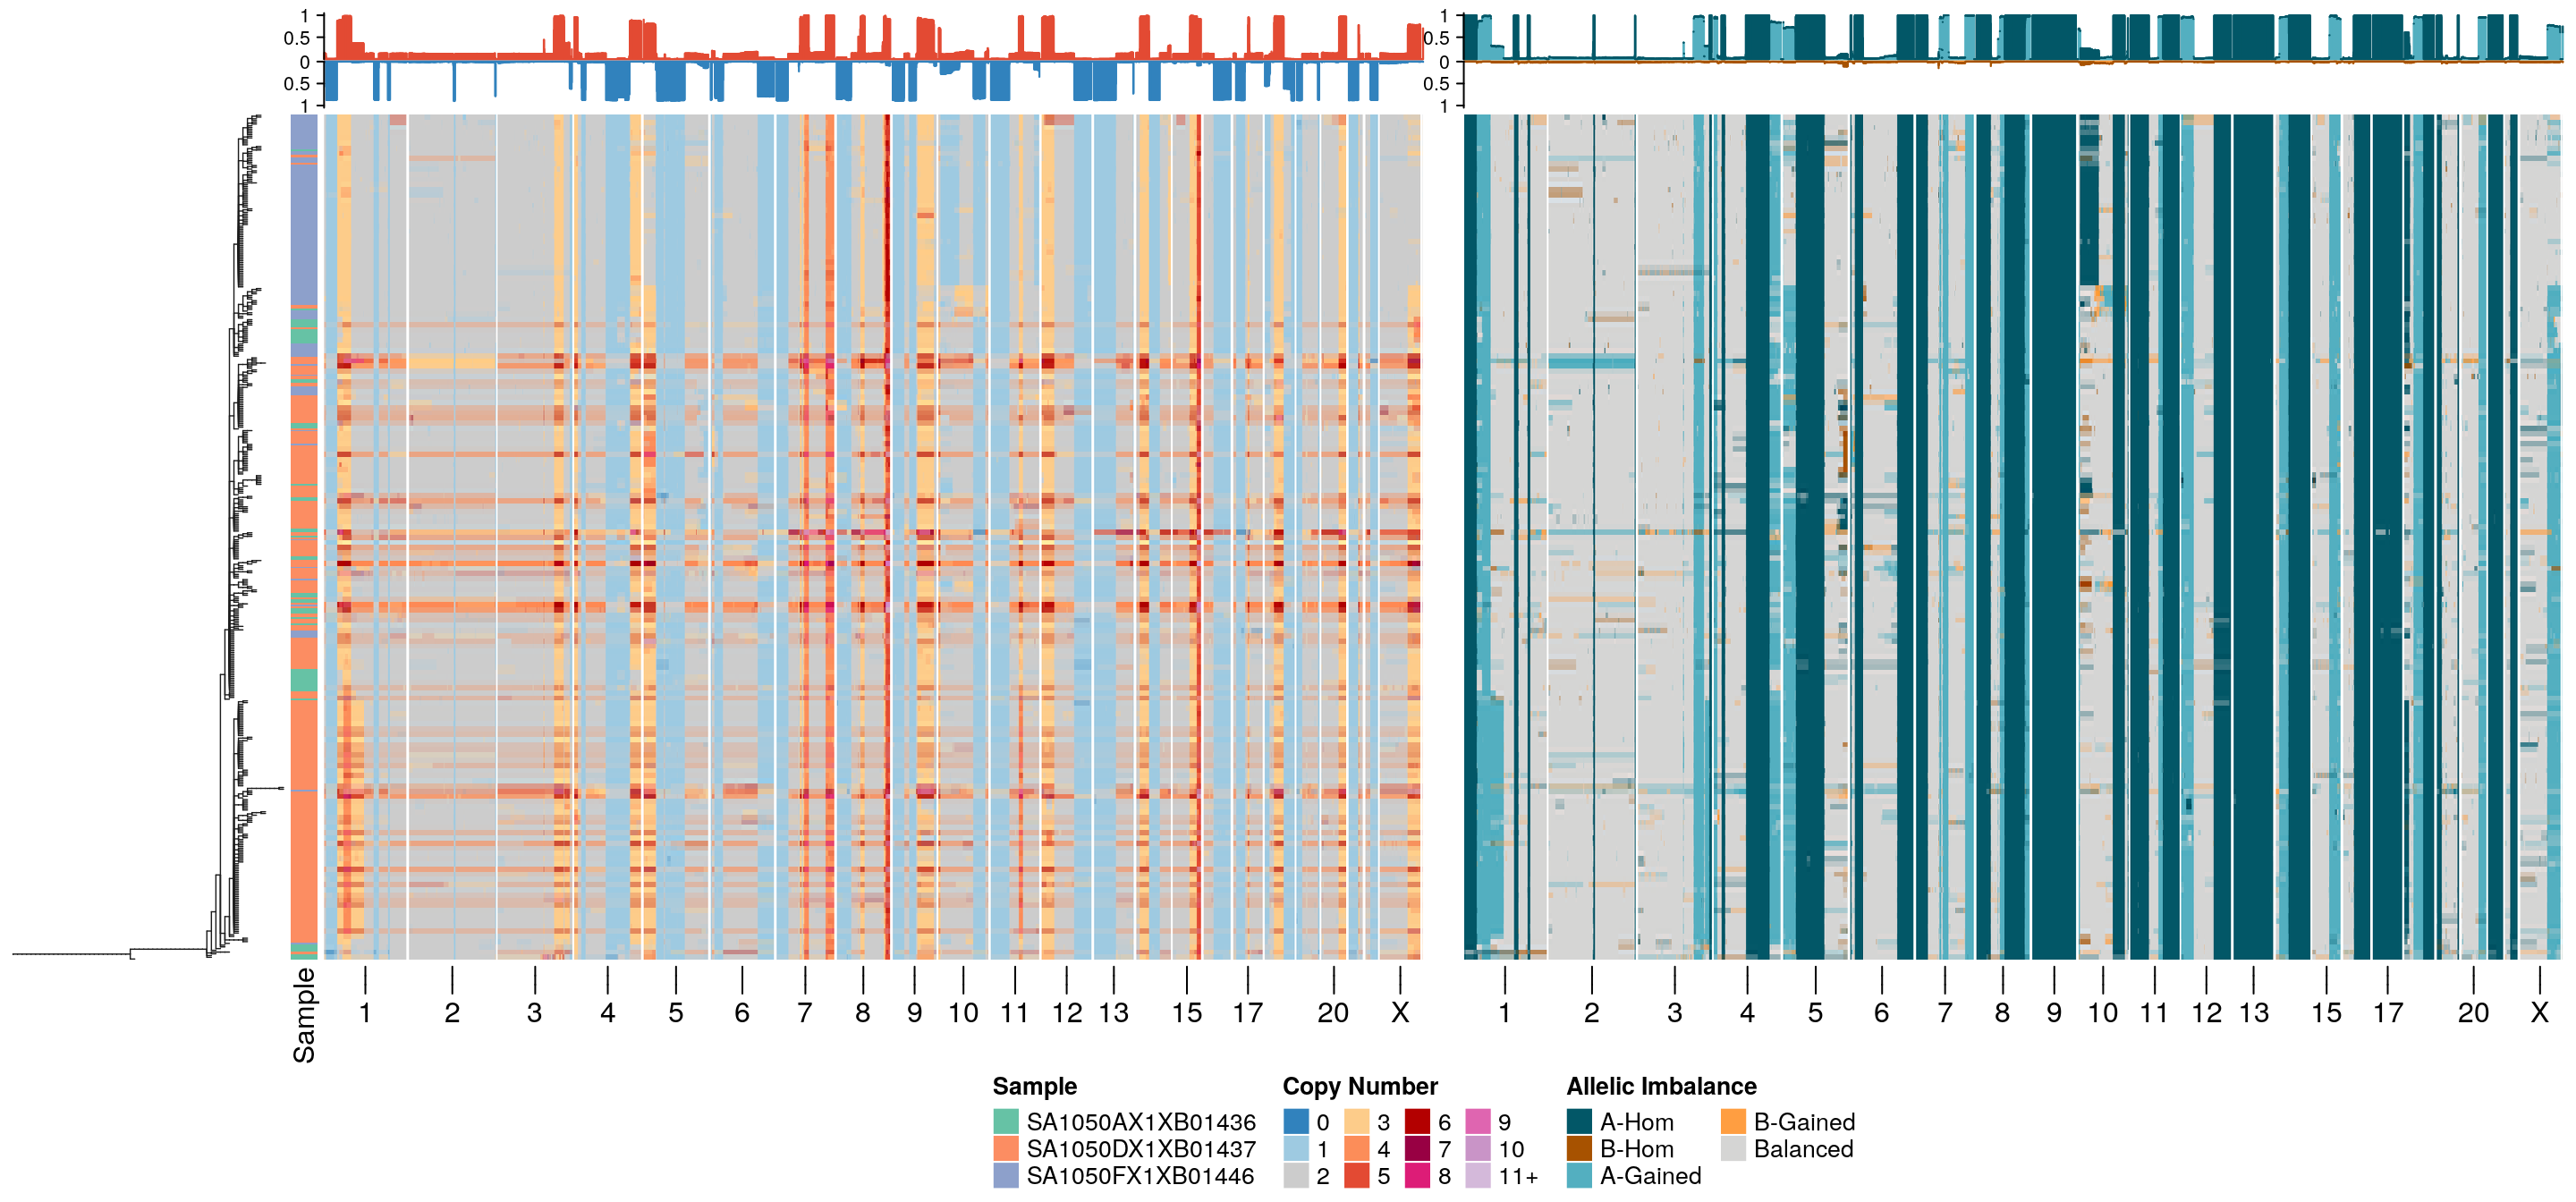 1
0.5
0
0.5
1
1
0.5
0
0.5
1
Sample
1 2 3 4 5 6 7 8 9 10 11 12 13 15 17 20 X
1 2 3 4 5 6 7 8 9 10 11 12 13 15 17 20 X
Sample
SA1050AX1XB01436
SA1050DX1XB01437
SA1050FX1XB01446
Copy Number
0 3 6 9
1 4 7 10
2 5 8 11+
Allelic Imbalance
A-Hom B-Gained
B-Hom Balanced
A-Gained